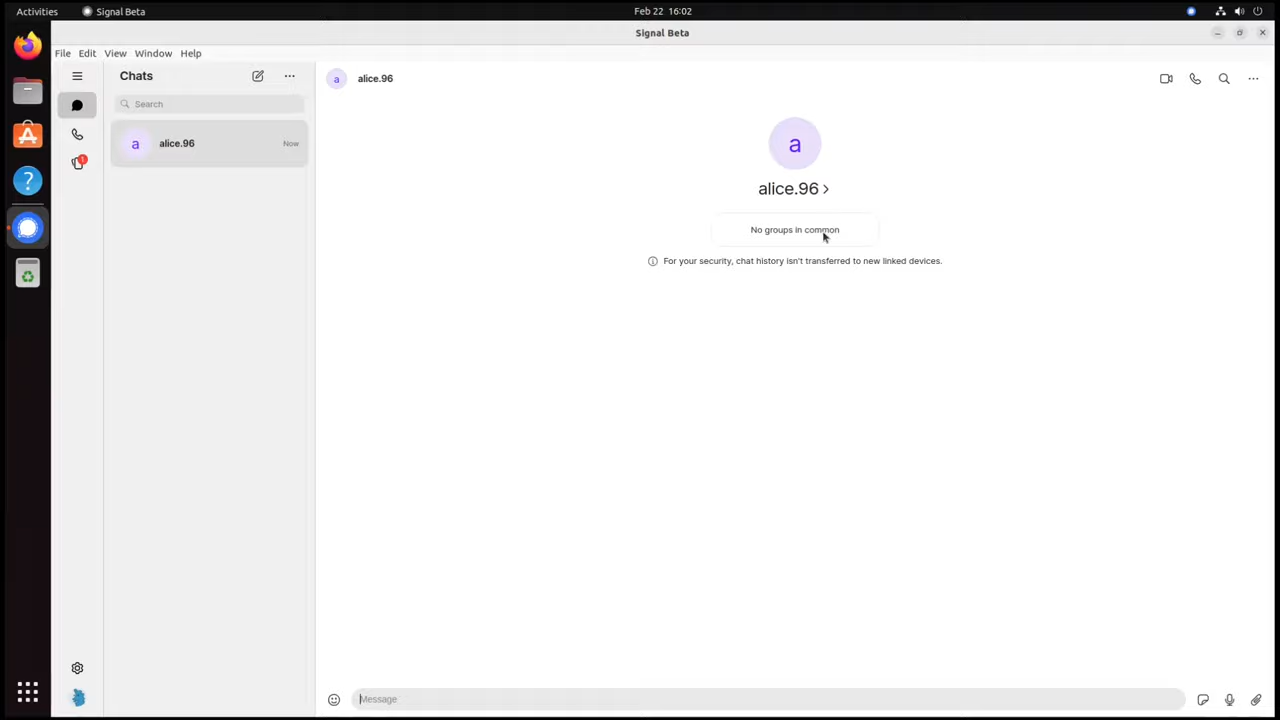 Activities Signal Beta Feb 22 16:02
Signal Beta
File Edit View Window Help
Chats
Search
a alice.96 Now
a alice.96
a
alice.96 >
No groups in common
For your security, chat history isn't transferred to new linked devices.
1
Message